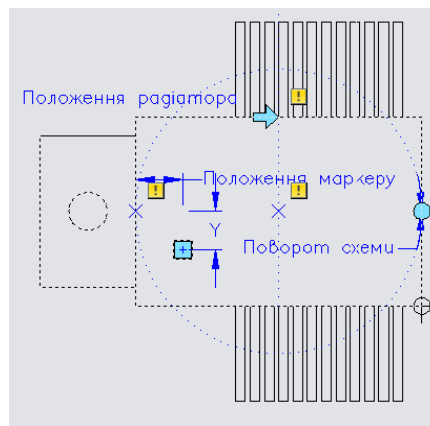 Положення радіатора
Положення маркеру
Y
Поворот схеми